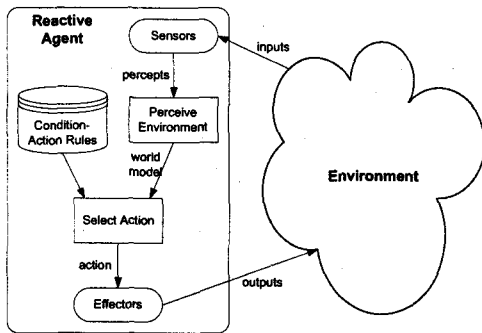 Reactive
Agent
Sensors
inputs
percepts
Condition-
Action Rules
Perceive
Environment
world
model
Environment
Select Action
action
Effectors
outputs